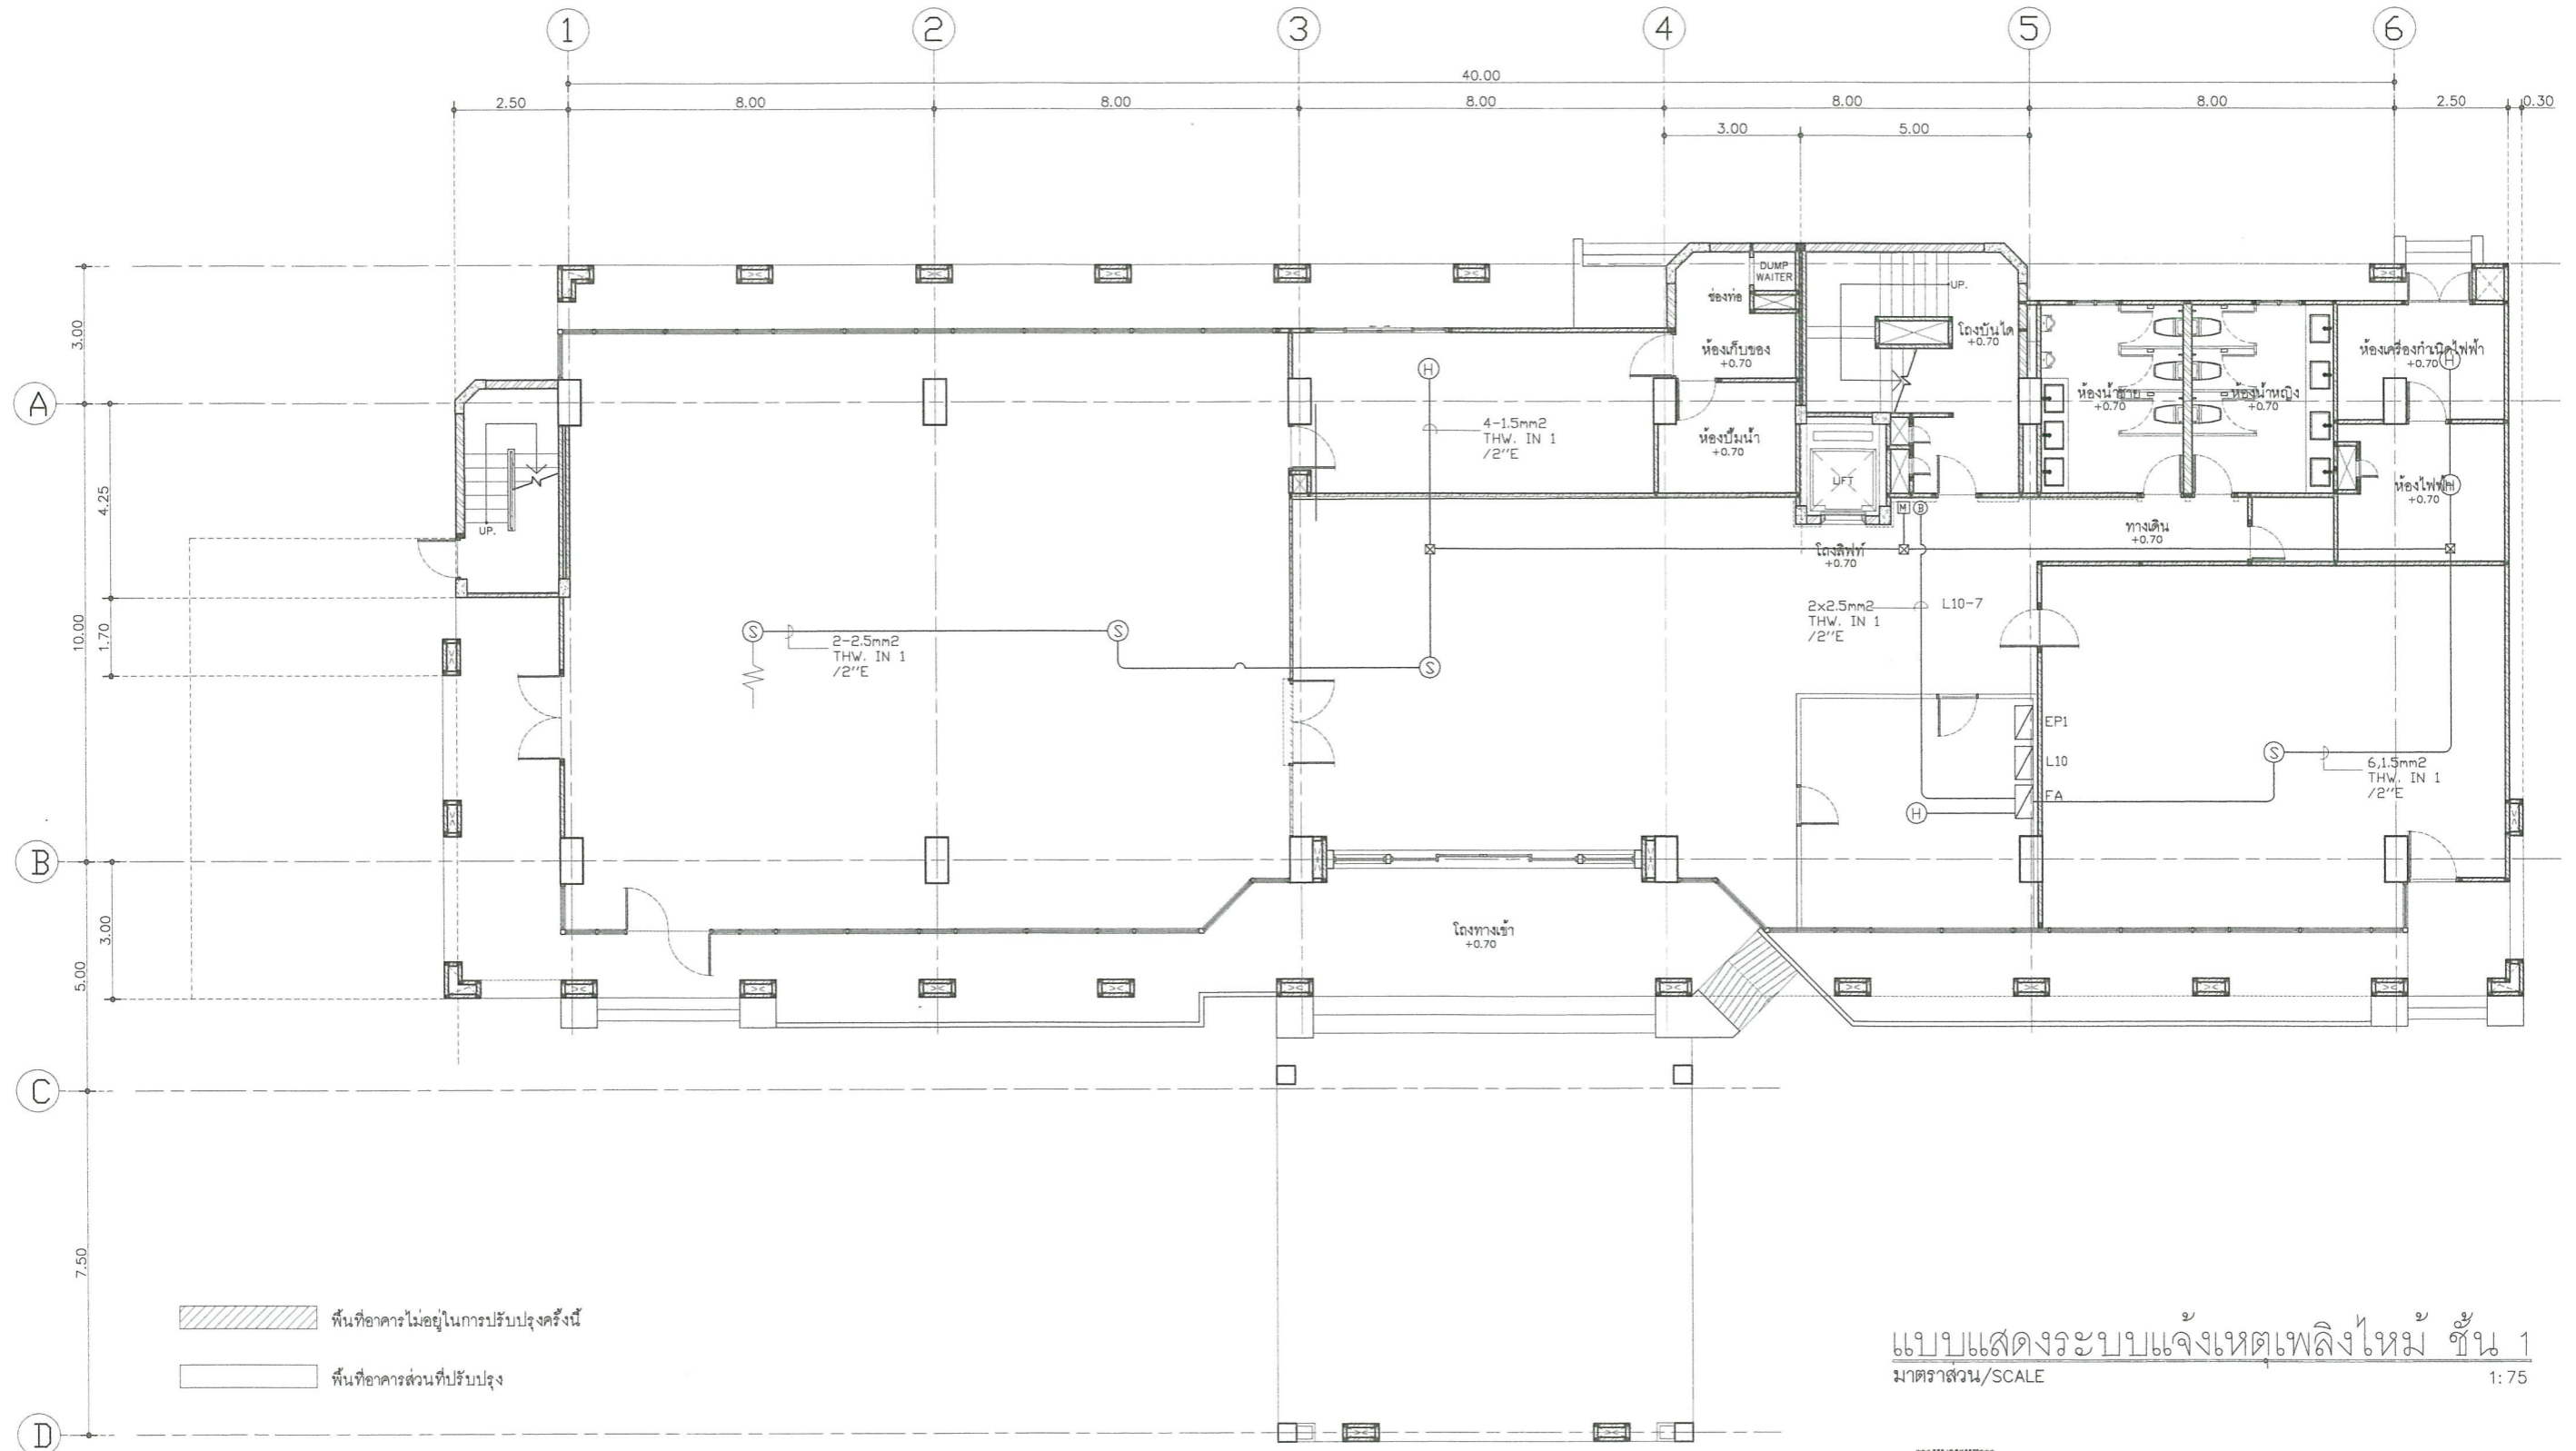 1 2 3 4 5 6
40.00
2.50 8.00 8.00 8.00 8.00 8.00 2.50 0.30
3.00 5.00
DUMP
WAITER
ช่องท่อ
UP.
โถงบันได
+0.70
ห้องเก็บของ
+0.70
ห้องเครื่องกำเนิดไฟฟ้า
+0.70
H
H
3.00
A
ห้องน้ำชาย
+0.70
ห้องน้ำหญิง
+0.70
4-1.5mm2
THW. IN 1
/2''E
ห้องปั๊มน้ำ
+0.70
LIFT
ห้องไฟฟ้า
+0.70
H
4.25
UP.
M B
ทางเดิน
+0.70
โถงลิฟท์
+0.70
10.00
1.70
2x2.5mm2
THW. IN 1
/2''E
L10-7
S S
2-2.5mm2
THW. IN 1
/2''E
S
EP1
L10
FA
S
6,1.5mm2
THW. IN 1
/2''E
H
B
3.00
โถงทางเข้า
+0.70
5.00
C
7.50
D
พื้นที่อาคารไม่อยู่ในการปรับปรุงครั้งนี้
พื้นที่อาคารส่วนที่ปรับปรุง
แบบแสดงระบบแจ้งเหตุเพลิงไหม้ ชั้น 1
มาตราส่วน/SCALE 1:75